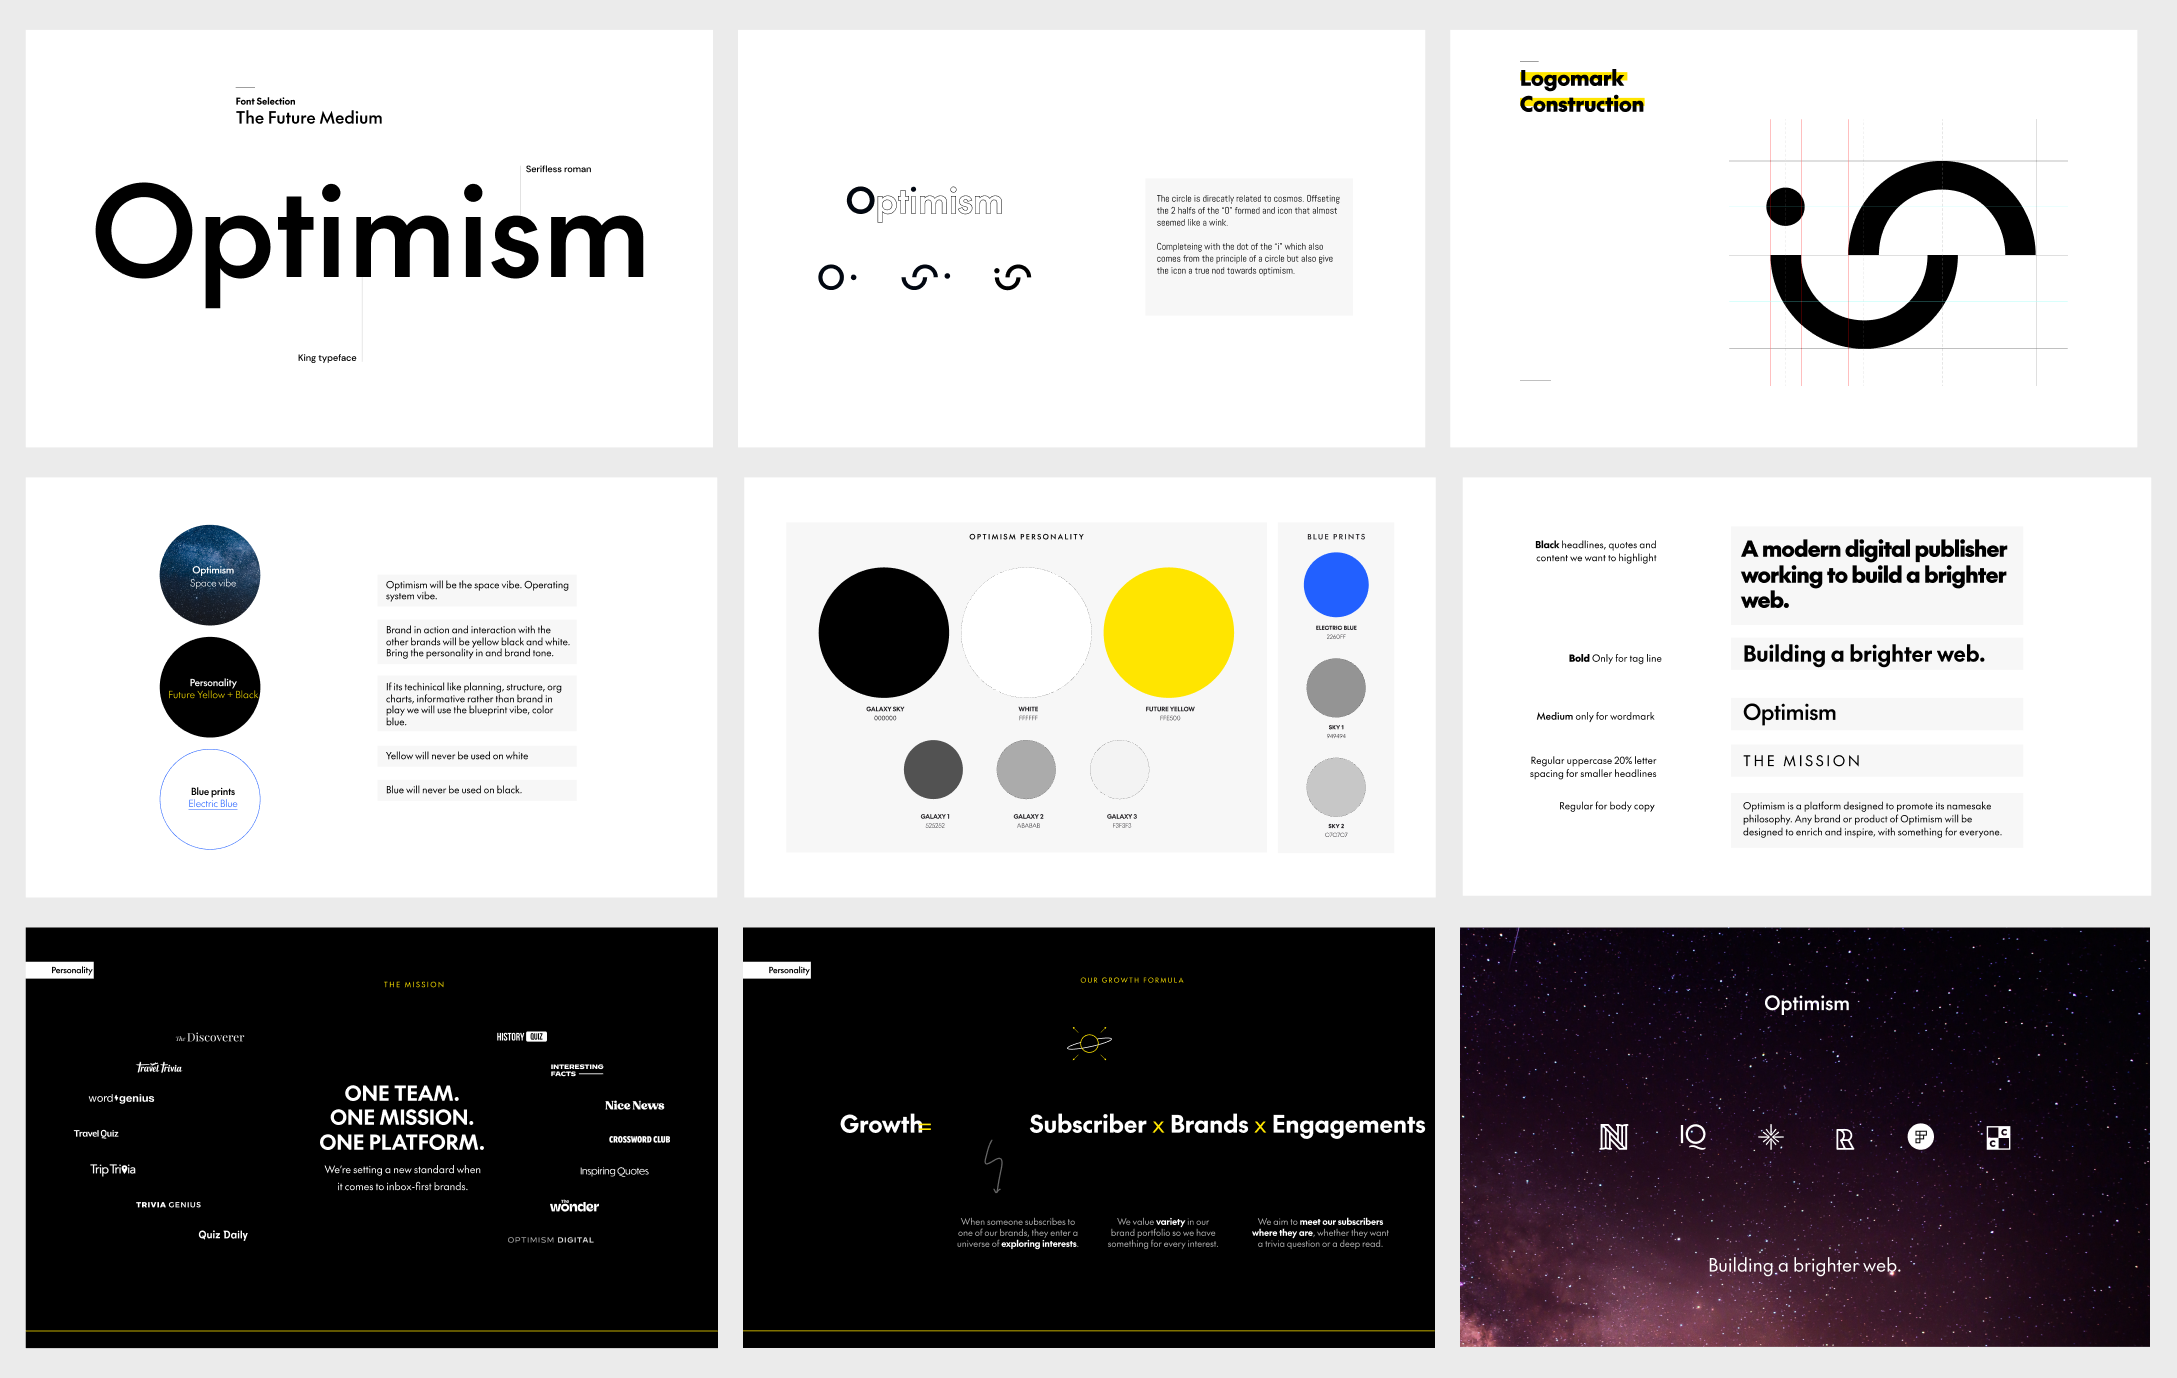 Font Selection
The Future Medium
Serifless roman
Optimism
King typeface
Optimism
The circle is direcatly related to cosmos. Offseting
the 2 halfs of the "O" formed and icon that almost
seemed like a wink.
Completeing with the dot of the "i" which also
comes from the principle of a circle but also give
the icon a true nod towards optimism.
Logomark
Construction
Optimism
Space vibe
Personality
Future Yellow + Black
Blue prints
Electric Blue
Optimism will be the space vibe. Operating
system vibe.
Brand in action and interaction with the
other brands will be yellow black and white.
Bring the personality in and brand tone.
If its techinical like planning, structure, org
charts, informative rather than brand in
play we will use the blueprint vibe, color
blue.
Yellow will never be used on white
Blue will never be used on black.
OPTIMISM PERSONALITY
GALAXY SKY
000000
WHITE
FFFFFF
FUTURE YELLOW
FFE500
GALAXY 1
525252
GALAXY 2
ABABAB
GALAXY 3
F3F3F3
BLUE PRINTS
ELECTRIC BLUE
2260FF
SKY 1
949494
SKY 2
C7C7C7
Black headlines, quotes and
content we want to highlight
A modern digital publisher
working to build a brighter
web.
Bold Only for tag line
Building a brighter web.
Medium only for wordmark
Optimism
Regular uppercase 20% letter
spacing for smaller headlines
THE MISSION
Regular for body copy
Optimism is a platform designed to promote its namesake
philosophy. Any brand or product of Optimism will be
designed to enrich and inspire, with something for everyone.
Personality
THE MISSION
The Discoverer
Travel Trivia
word genius
Travel Quiz
Trip Trivia
TRIVIA GENIUS
Quiz Daily
ONE TEAM.
ONE MISSION.
ONE PLATFORM.
We're setting a new standard when
it comes to inbox-first brands.
HISTORY QUIZ
INTERESTING
FACTS
Nice News
CROSSWORD CLUB
Inspiring Quotes
The
wonder
OPTIMISM DIGITAL
Personality
OUR GROWTH FORMULA
Growth= Subscriber x Brands x Engagements
When someone subscribes to
one of our brands, they enter a
universe of exploring interests.
We value variety in our
brand portfolio so we have
something for every interest.
We aim to meet our subscribers
where they are, whether they want
a trivia question or a deep read.
Optimism
N IQ R F C C
Building a brighter web.